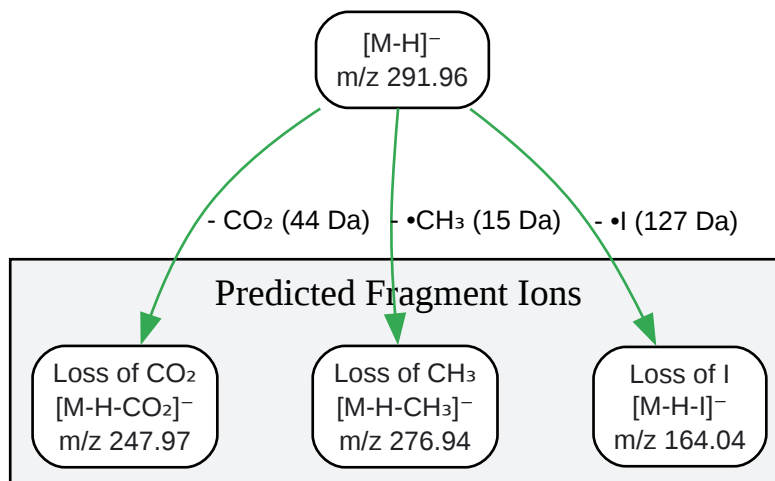 [M-H]⁻
m/z 291.96
- CO₂ (44 Da)
- •CH₃ (15 Da)
- •I (127 Da)
Predicted Fragment Ions
Loss of CO₂
[M-H-CO₂]⁻
m/z 247.97
Loss of CH₃
[M-H-CH₃]⁻
m/z 276.94
Loss of I
[M-H-I]⁻
m/z 164.04